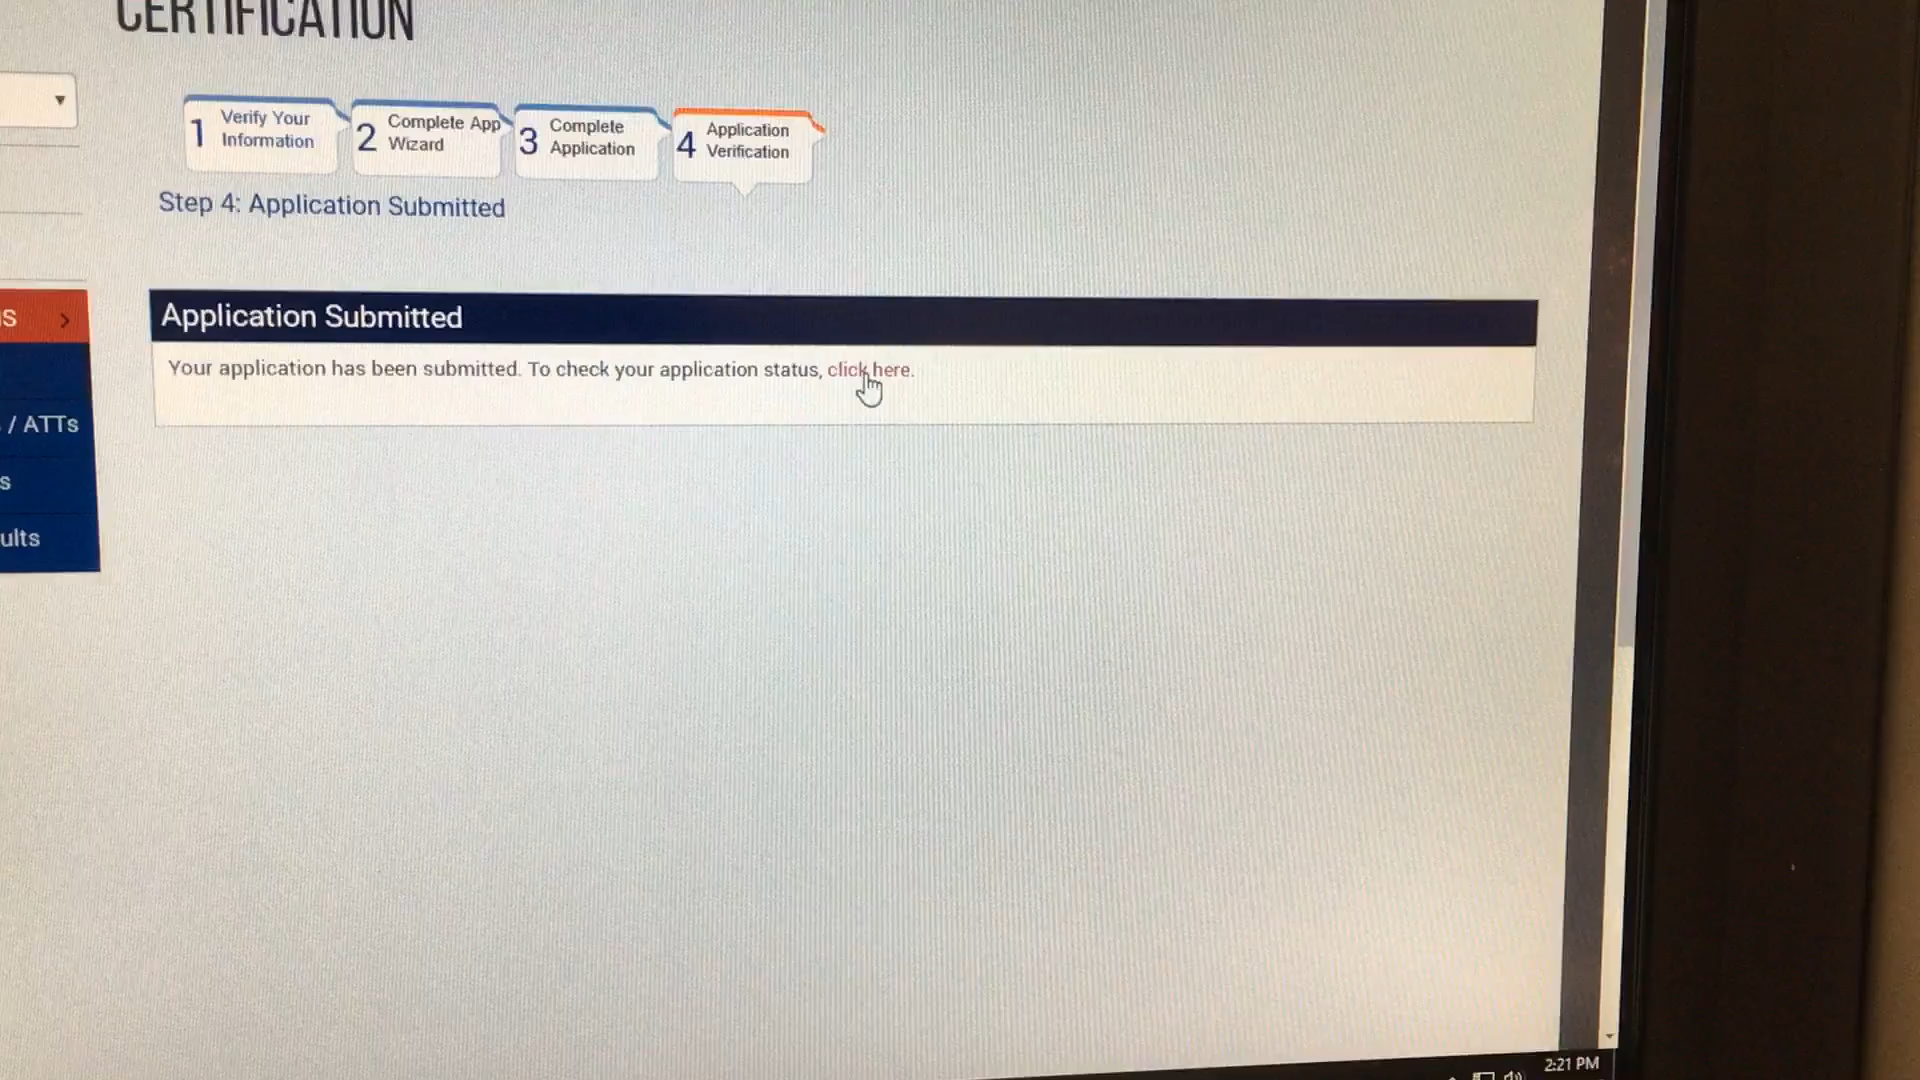 CERTIFICATION
1 Verify Your Information
2 Complete App Wizard
3 Complete Application
4 Application Verification
Step 4: Application Submitted
Application Submitted
Your application has been submitted. To check your application status, click here.
S
/ ATTs
s
ults
2:21 PM